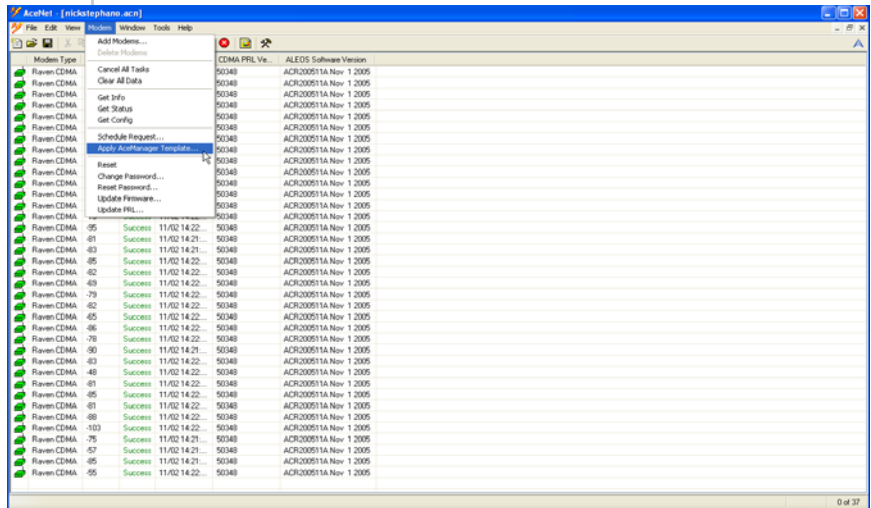 AceNet - [nickstephano.acn]
File Edit View Modem Window Tools Help
Add Modems...
Delete Modems
Cancel All Tasks
Clear All Data
Get Info
Get Status
Get Config
Schedule Request...
Apply AceManager Template...
Reset
Change Password...
Reset Password...
Update Firmware...
Update PRL...
Modem Type CDMA PRL Ve... ALEOS Software Version
Raven CDMA 50348 ACR200511A Nov 1 2005
Raven CDMA 50348 ACR200511A Nov 1 2005
Raven CDMA 50348 ACR200511A Nov 1 2005
Raven CDMA 50348 ACR200511A Nov 1 2005
Raven CDMA 50348 ACR200511A Nov 1 2005
Raven CDMA 50348 ACR200511A Nov 1 2005
Raven CDMA 50348 ACR200511A Nov 1 2005
Raven CDMA 50348 ACR200511A Nov 1 2005
Raven CDMA 50348 ACR200511A Nov 1 2005
Raven CDMA 50348 ACR200511A Nov 1 2005
Raven CDMA 50348 ACR200511A Nov 1 2005
Raven CDMA 50348 ACR200511A Nov 1 2005
Raven CDMA 50348 ACR200511A Nov 1 2005
Raven CDMA 50348 ACR200511A Nov 1 2005
Raven CDMA -95 Success 11/02 14:22:... 50348 ACR200511A Nov 1 2005
Raven CDMA -81 Success 11/02 14:21:... 50348 ACR200511A Nov 1 2005
Raven CDMA -83 Success 11/02 14:21:... 50348 ACR200511A Nov 1 2005
Raven CDMA -85 Success 11/02 14:22:... 50348 ACR200511A Nov 1 2005
Raven CDMA -82 Success 11/02 14:22:... 50348 ACR200511A Nov 1 2005
Raven CDMA -69 Success 11/02 14:22:... 50348 ACR200511A Nov 1 2005
Raven CDMA -79 Success 11/02 14:22:... 50348 ACR200511A Nov 1 2005
Raven CDMA -82 Success 11/02 14:22:... 50348 ACR200511A Nov 1 2005
Raven CDMA -65 Success 11/02 14:22:... 50348 ACR200511A Nov 1 2005
Raven CDMA -86 Success 11/02 14:22:... 50348 ACR200511A Nov 1 2005
Raven CDMA -78 Success 11/02 14:22:... 50348 ACR200511A Nov 1 2005
Raven CDMA -90 Success 11/02 14:21:... 50348 ACR200511A Nov 1 2005
Raven CDMA -83 Success 11/02 14:22:... 50348 ACR200511A Nov 1 2005
Raven CDMA -48 Success 11/02 14:22:... 50348 ACR200511A Nov 1 2005
Raven CDMA -81 Success 11/02 14:22:... 50348 ACR200511A Nov 1 2005
Raven CDMA -85 Success 11/02 14:22:... 50348 ACR200511A Nov 1 2005
Raven CDMA -81 Success 11/02 14:22:... 50348 ACR200511A Nov 1 2005
Raven CDMA -88 Success 11/02 14:22:... 50348 ACR200511A Nov 1 2005
Raven CDMA -103 Success 11/02 14:22:... 50348 ACR200511A Nov 1 2005
Raven CDMA -75 Success 11/02 14:21:... 50348 ACR200511A Nov 1 2005
Raven CDMA -57 Success 11/02 14:21:... 50348 ACR200511A Nov 1 2005
Raven CDMA -85 Success 11/02 14:21:... 50348 ACR200511A Nov 1 2005
Raven CDMA -55 Success 11/02 14:22:... 50348 ACR200511A Nov 1 2005
0 of 37